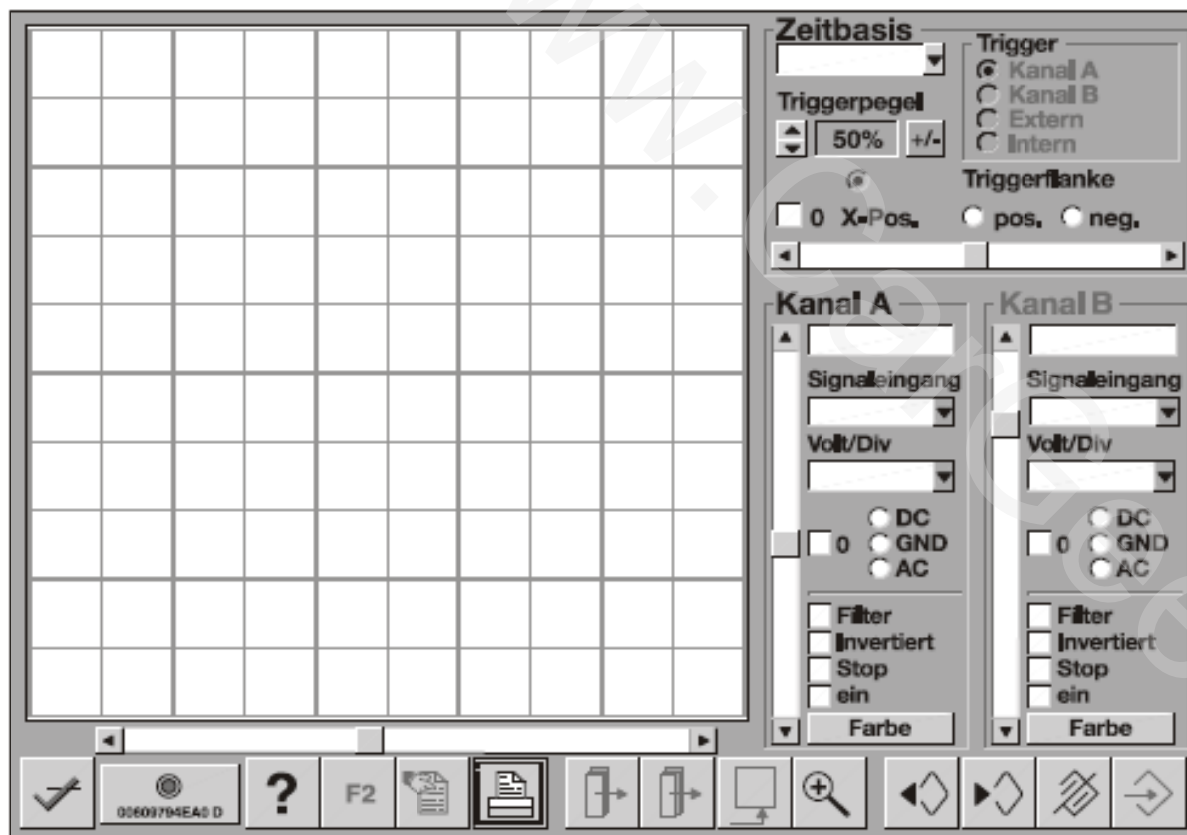 Zeitbasis
Trigger
Kanal A
Kanal B
Extern
Intern
Triggerpegel
50% +/-
Triggerflanke
0 X-Pos. pos. neg.
Kanal A
Signaleingang
Volt/Div
DC
0 GND
AC
Filter
Invertiert
Stop
ein
Farbe
Kanal B
Signaleingang
Volt/Div
DC
0 GND
AC
Filter
Invertiert
Stop
ein
Farbe
00609794EA0 D
? F2